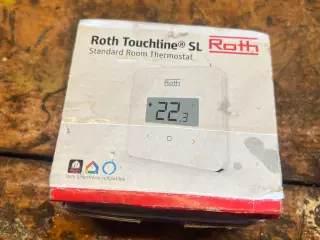 Roth Touchline® SL
Roth
Standard Room Thermostat
Roth
22.3